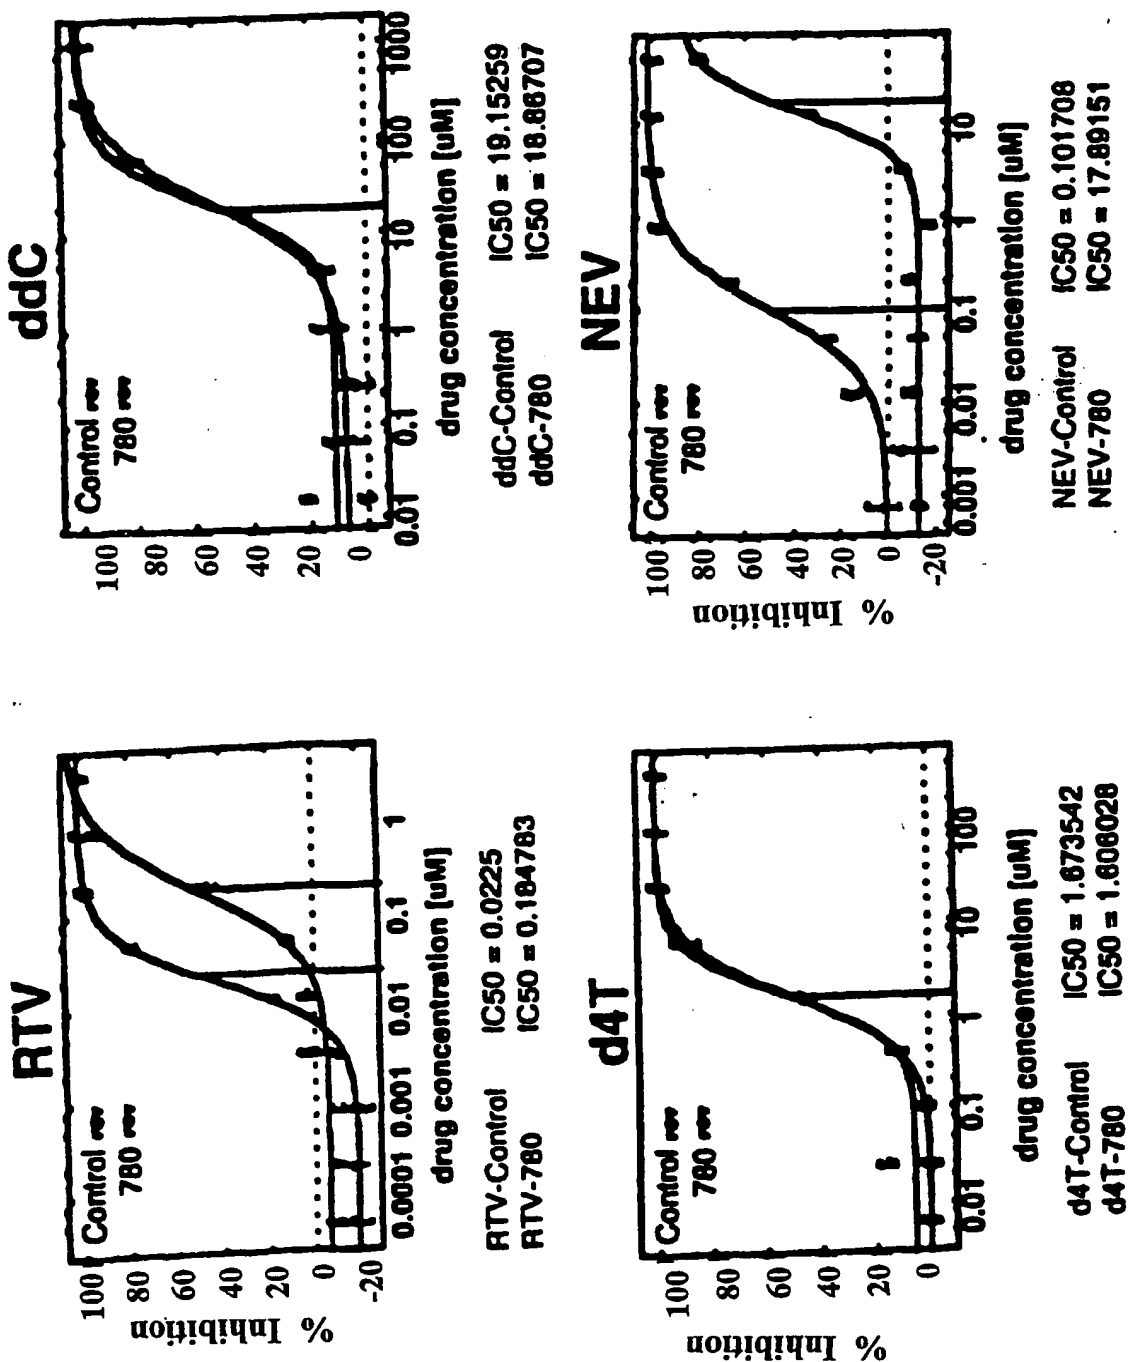 RTV
% Inhibition
100
80
60
40
20
0
-20
Control
780
0.0001 0.001 0.01 0.1 1
drug concentration [uM]
RTV-Control IC50 = 0.0225
RTV-780 IC50 = 0.184783
ddC
100
80
60
40
20
0
Control
780
0.01 0.1 1 10 100 1000
drug concentration [uM]
ddC-Control IC50 = 19.15259
ddC-780 IC50 = 18.86707
d4T
% Inhibition
100
80
60
40
20
0
Control
780
0.01 0.1 1 10 100
drug concentration [uM]
d4T-Control IC50 = 1.673542
d4T-780 IC50 = 1.606028
NEV
% Inhibition
100
80
60
40
20
0
-20
Control
780
0.001 0.01 0.1 1 10
drug concentration [uM]
NEV-Control IC50 = 0.101708
NEV-780 IC50 = 17.89151